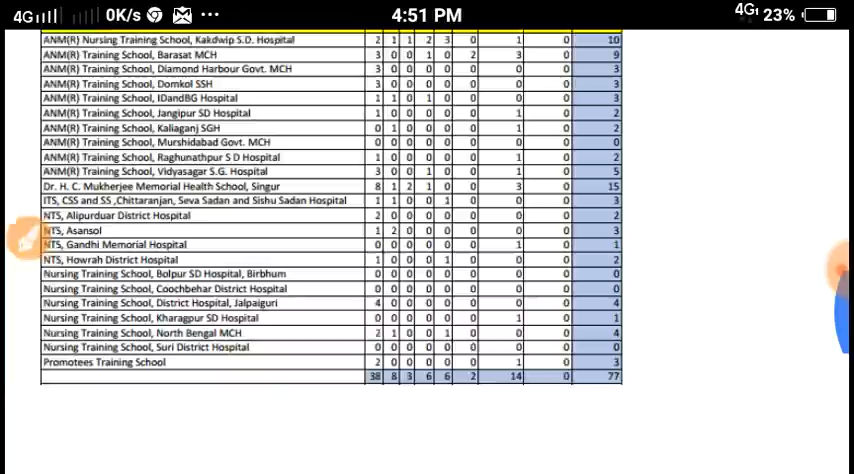 4G 0K/s 4:51 PM 4G 23%
ANM(R) Nursing Training School, Kakdwip S.D. Hospital 2 1 1 2 3 0 1 0 10
ANM(R) Training School, Barasat MCH 3 0 0 1 0 2 3 0 9
ANM(R) Training School, Diamond Harbour Govt. MCH 3 0 0 0 0 0 0 0 3
ANM(R) Training School, Domkol SSH 3 0 0 0 0 0 0 0 3
ANM(R) Training School, IDandBG Hospital 1 1 0 1 0 0 0 0 3
ANM(R) Training School, Jangipur SD Hospital 1 0 0 0 0 0 1 0 2
ANM(R) Training School, Kaliaganj SGH 0 1 0 0 0 0 1 0 2
ANM(R) Training School, Murshidabad Govt. MCH 0 0 0 0 0 0 0 0 0
ANM(R) Training School, Raghunathpur S D Hospital 1 0 0 0 0 0 1 0 2
ANM(R) Training School, Vidyasagar S.G. Hospital 3 0 0 1 0 0 1 0 5
Dr. H. C. Mukherjee Memorial Health School, Singur 8 1 2 1 0 0 3 0 15
ITS, CSS and SS ,Chittaranjan, Seva Sadan and Sishu Sadan Hospital 1 1 0 0 1 0 0 0 3
NTS, Alipurduar District Hospital 2 0 0 0 0 0 0 0 2
NTS, Asansol 1 2 0 0 0 0 0 0 3
NTS, Gandhi Memorial Hospital 0 0 0 0 0 0 1 0 1
NTS, Howrah District Hospital 1 0 0 0 1 0 0 0 2
Nursing Training School, Bolpur SD Hospital, Birbhum 0 0 0 0 0 0 0 0 0
Nursing Training School, Coochbehar District Hospital 0 0 0 0 0 0 0 0 0
Nursing Training School, District Hospital, Jalpaiguri 4 0 0 0 0 0 0 0 4
Nursing Training School, Kharagpur SD Hospital 0 0 0 0 0 0 1 0 1
Nursing Training School, North Bengal MCH 2 1 0 0 1 0 0 0 4
Nursing Training School, Suri District Hospital 0 0 0 0 0 0 0 0 0
Promotees Training School 2 0 0 0 0 0 1 0 3
38 8 3 6 6 2 14 0 77